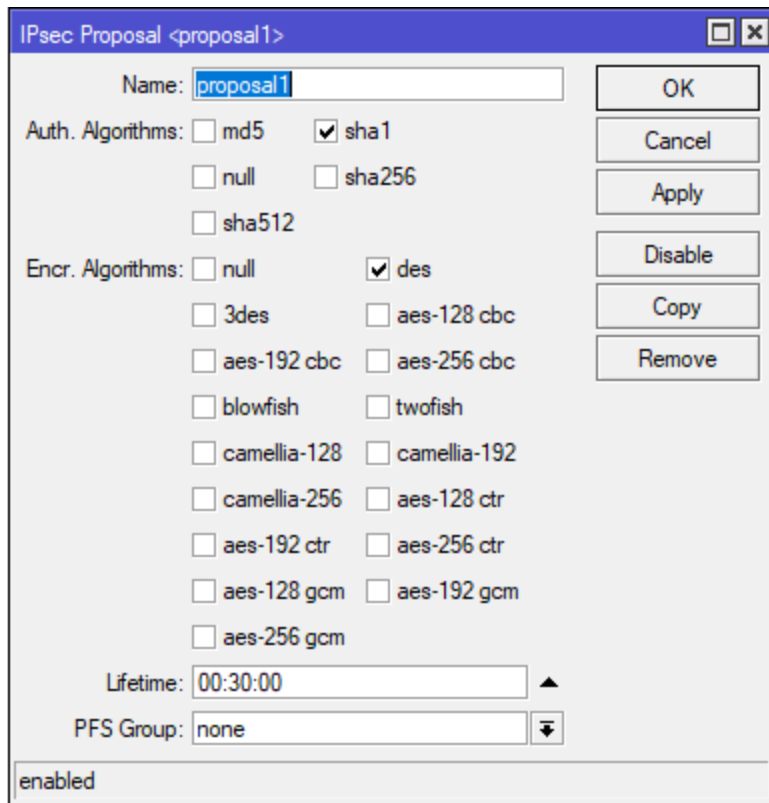 IPsec Proposal <proposal1>
Name: proposal1
OK
Auth. Algorithms: md5 sha1
Cancel
null sha256
Apply
sha512
Encr. Algorithms: null des
Disable
3des aes-128 cbc
Copy
aes-192 cbc aes-256 cbc
Remove
blowfish twofish
camellia-128 camellia-192
camellia-256 aes-128 ctr
aes-192 ctr aes-256 ctr
aes-128 gcm aes-192 gcm
aes-256 gcm
Lifetime: 00:30:00
PFS Group: none
enabled